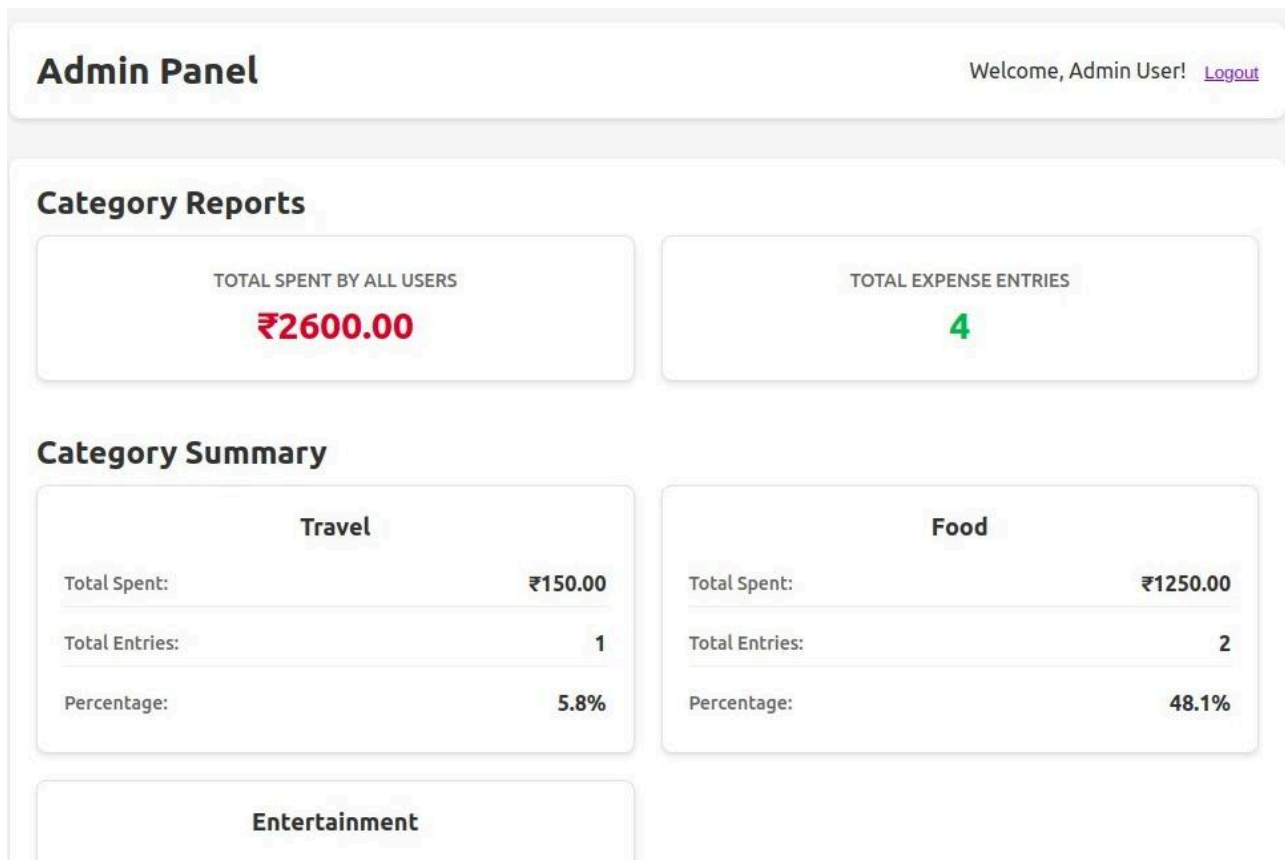 Admin Panel
Welcome, Admin User! Logout
Category Reports
TOTAL SPENT BY ALL USERS
₹2600.00
TOTAL EXPENSE ENTRIES
4
Category Summary
Travel
Total Spent: ₹150.00
Total Entries: 1
Percentage: 5.8%
Food
Total Spent: ₹1250.00
Total Entries: 2
Percentage: 48.1%
Entertainment